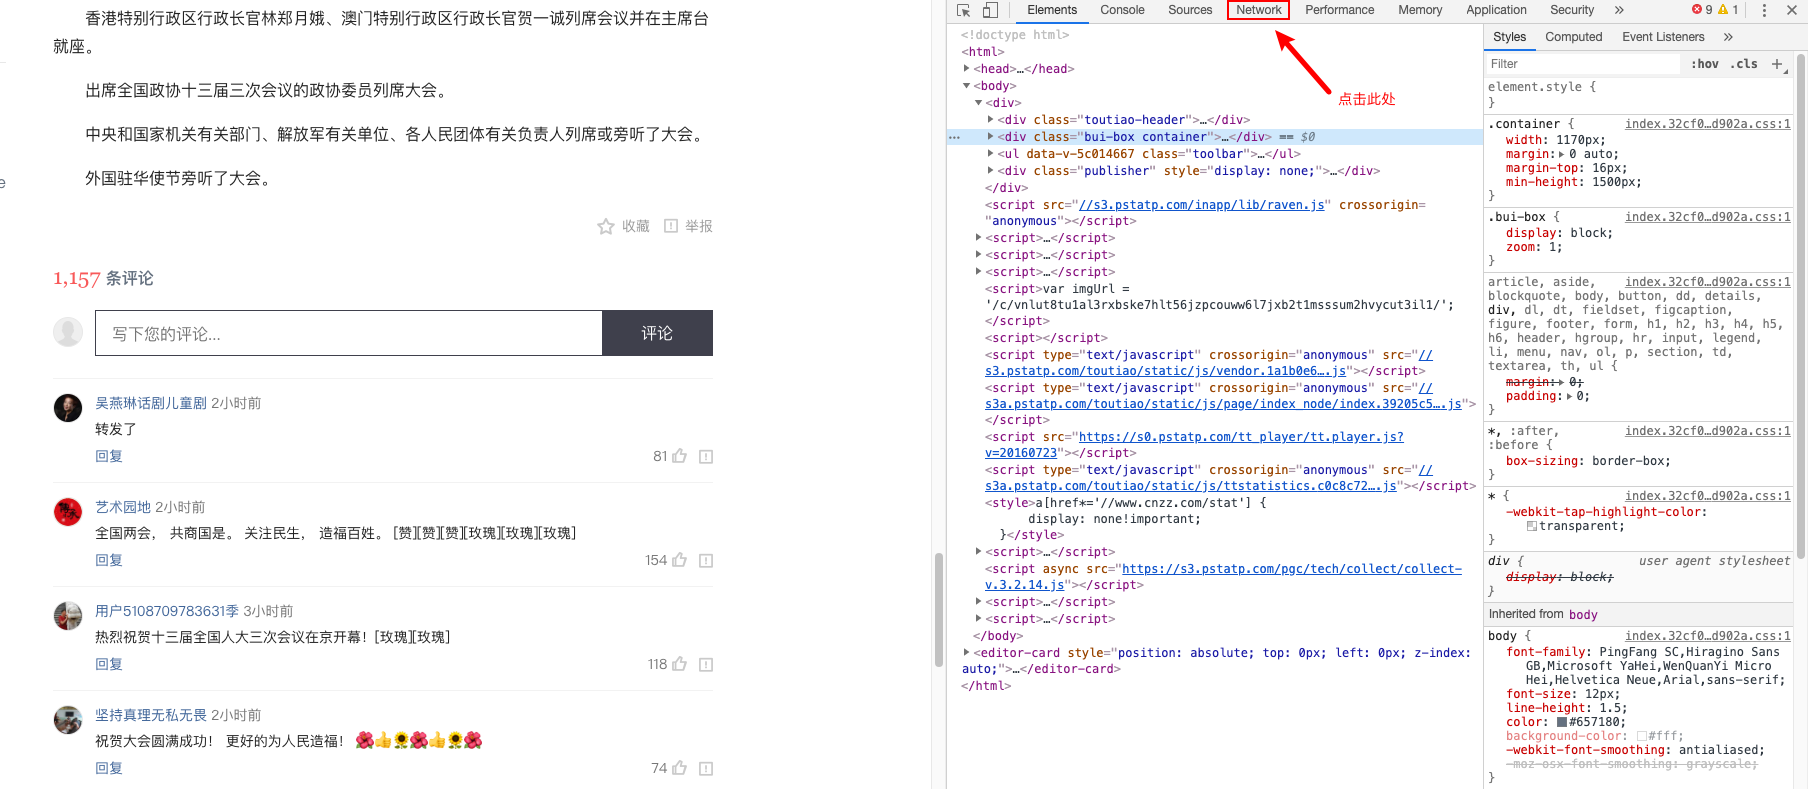 香港特别行政区行政长官林郑月娥、澳门特别行政区行政长官贺一诚列席会议并在主席台
就座。
出席全国政协十三届三次会议的政协委员列席大会。
中央和国家机关有关部门、解放军有关单位、各人民团体有关负责人列席或旁听了大会。
外国驻华使节旁听了大会。
e
收藏 举报
1,157 条评论
写下您的评论... 评论
吴燕琳话剧儿童剧 2小时前
转发了
回复 81
艺术园地 2小时前
全国两会， 共商国是。 关注民生， 造福百姓。 [赞][赞][赞][玫瑰][玫瑰][玫瑰]
回复 154
用户5108709783631季 3小时前
热烈祝贺十三届全国人大三次会议在京开幕！[玫瑰][玫瑰]
回复 118
坚持真理无私无畏 2小时前
祝贺大会圆满成功！ 更好的为人民造福！ 🌺👍🌻🌺👍🌻🌺
回复 74
Elements Console Sources Network Performance Memory Application Security » 9 1
点击此处
<!doctype html>
<html>
<head>…</head>
<body>
<div>
<div class="toutiao-header">…</div>
<div class="bui-box container">…</div> == $0
<ul data-v-5c014667 class="toolbar">…</ul>
<div class="publisher" style="display: none;">…</div>
</div>
<script src="//s3.pstatp.com/inapp/lib/raven.js" crossorigin=
"anonymous"></script>
<script>…</script>
<script>…</script>
<script>…</script>
<script>var imgUrl =
'/c/vnlut8tu1al3rxbske7hlt56jzpcouww6l7jxb2t1msssum2hvycut3il1/';
</script>
<script></script>
<script type="text/javascript" crossorigin="anonymous" src="//
s3.pstatp.com/toutiao/static/js/vendor.1a1b0e6….js"></script>
<script type="text/javascript" crossorigin="anonymous" src="//
s3a.pstatp.com/toutiao/static/js/page/index_node/index.39205c5….js">
</script>
<script src="https://s0.pstatp.com/tt_player/tt.player.js?
v=20160723"></script>
<script type="text/javascript" crossorigin="anonymous" src="//
s3a.pstatp.com/toutiao/static/js/ttstatistics.c0c8c72….js"></script>
<style>a[href*='//www.cnzz.com/stat'] {
display: none!important;
}</style>
<script>…</script>
<script async src="https://s3.pstatp.com/pgc/tech/collect/collect-
v.3.2.14.js"></script>
<script>…</script>
<script>…</script>
</body>
<editor-card style="position: absolute; top: 0px; left: 0px; z-index:
auto;">…</editor-card>
</html>
Styles Computed Event Listeners »
Filter :hov .cls +
element.style {
}
.container { index.32cf0…d902a.css:1
width: 1170px;
margin: 0 auto;
margin-top: 16px;
min-height: 1500px;
}
.bui-box { index.32cf0…d902a.css:1
display: block;
zoom: 1;
}
article, aside, index.32cf0…d902a.css:1
blockquote, body, button, dd, details,
div, dl, dt, fieldset, figcaption,
figure, footer, form, h1, h2, h3, h4, h5,
h6, header, hgroup, hr, input, legend,
li, menu, nav, ol, p, section, td,
textarea, th, ul {
margin: 0;
padding: 0;
}
*, :after, index.32cf0…d902a.css:1
:before {
box-sizing: border-box;
}
* { index.32cf0…d902a.css:1
-webkit-tap-highlight-color:
transparent;
}
div { user agent stylesheet
display: block;
}
Inherited from body
body { index.32cf0…d902a.css:1
font-family: PingFang SC,Hiragino Sans
GB,Microsoft YaHei,WenQuanYi Micro
Hei,Helvetica Neue,Arial,sans-serif;
font-size: 12px;
line-height: 1.5;
color: #657180;
background-color: #fff;
-webkit-font-smoothing: antialiased;
-moz-osx-font-smoothing: grayscale;
}